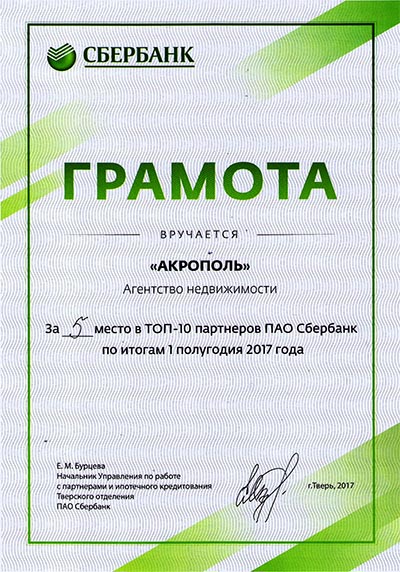 СБЕРБАНК
ГРАМОТА
ВРУЧАЕТСЯ
«АКРОПОЛЬ»
Агентство недвижимости
За 5 место в ТОП-10 партнеров ПАО Сбербанк
по итогам 1 полугодия 2017 года
Е. М. Бурцева
Начальник Управления по работе
с партнерами и ипотечного кредитования
Тверского отделения
ПАО Сбербанк
г.Тверь, 2017